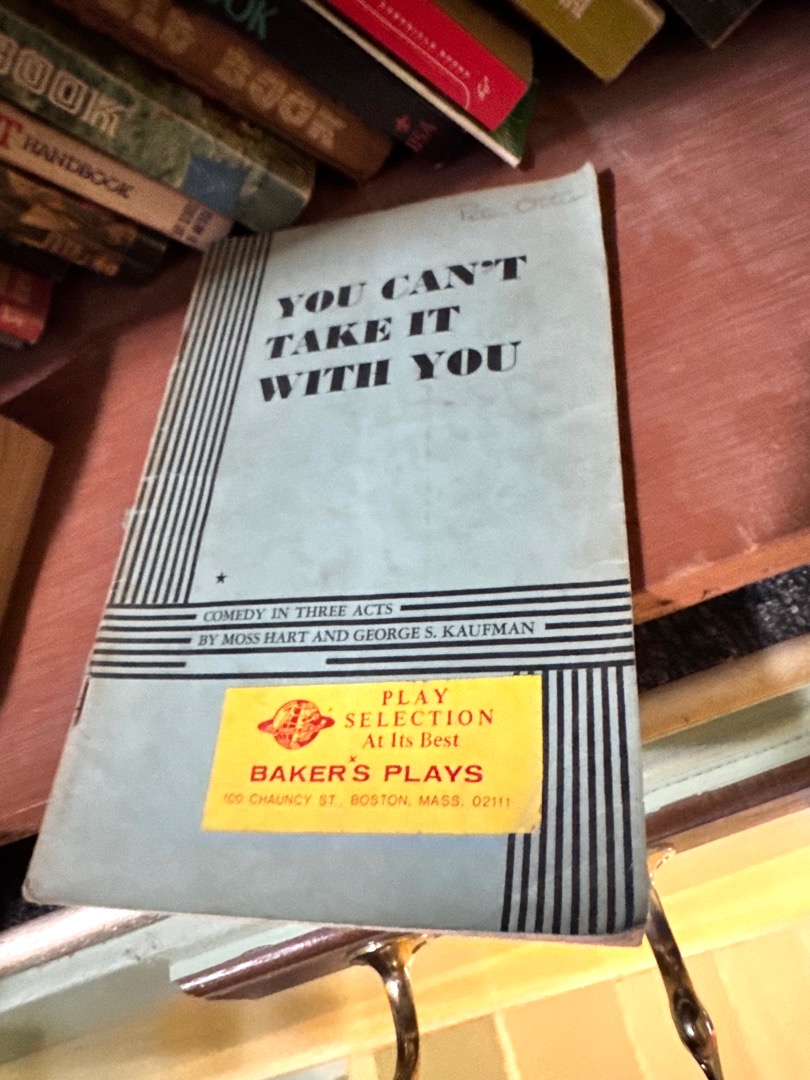 BOOK
BOOK
HANDBOOK
YOU CAN'T
TAKE IT
WITH YOU
COMEDY IN THREE ACTS
BY MOSS HART AND GEORGE S. KAUFMAN
PLAY
SELECTION
At Its Best
BAKER'S PLAYS
100 CHAUNCY ST., BOSTON, MASS. 02111